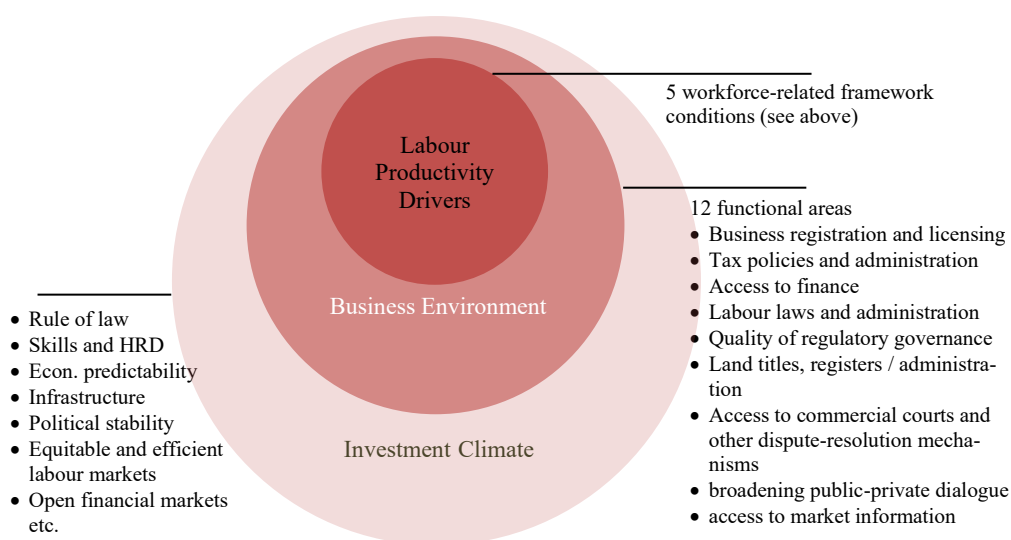 5 workforce-related framework
conditions (see above)
Labour
Productivity
Drivers
12 functional areas
• Business registration and licensing
• Tax policies and administration
• Access to finance
• Labour laws and administration
• Quality of regulatory governance
• Land titles, registers / administra-
tion
• Access to commercial courts and
other dispute-resolution mecha-
nisms
• broadening public-private dialogue
• access to market information
Business Environment
• Rule of law
• Skills and HRD
• Econ. predictability
• Infrastructure
• Political stability
• Equitable and efficient
labour markets
• Open financial markets
etc.
Investment Climate